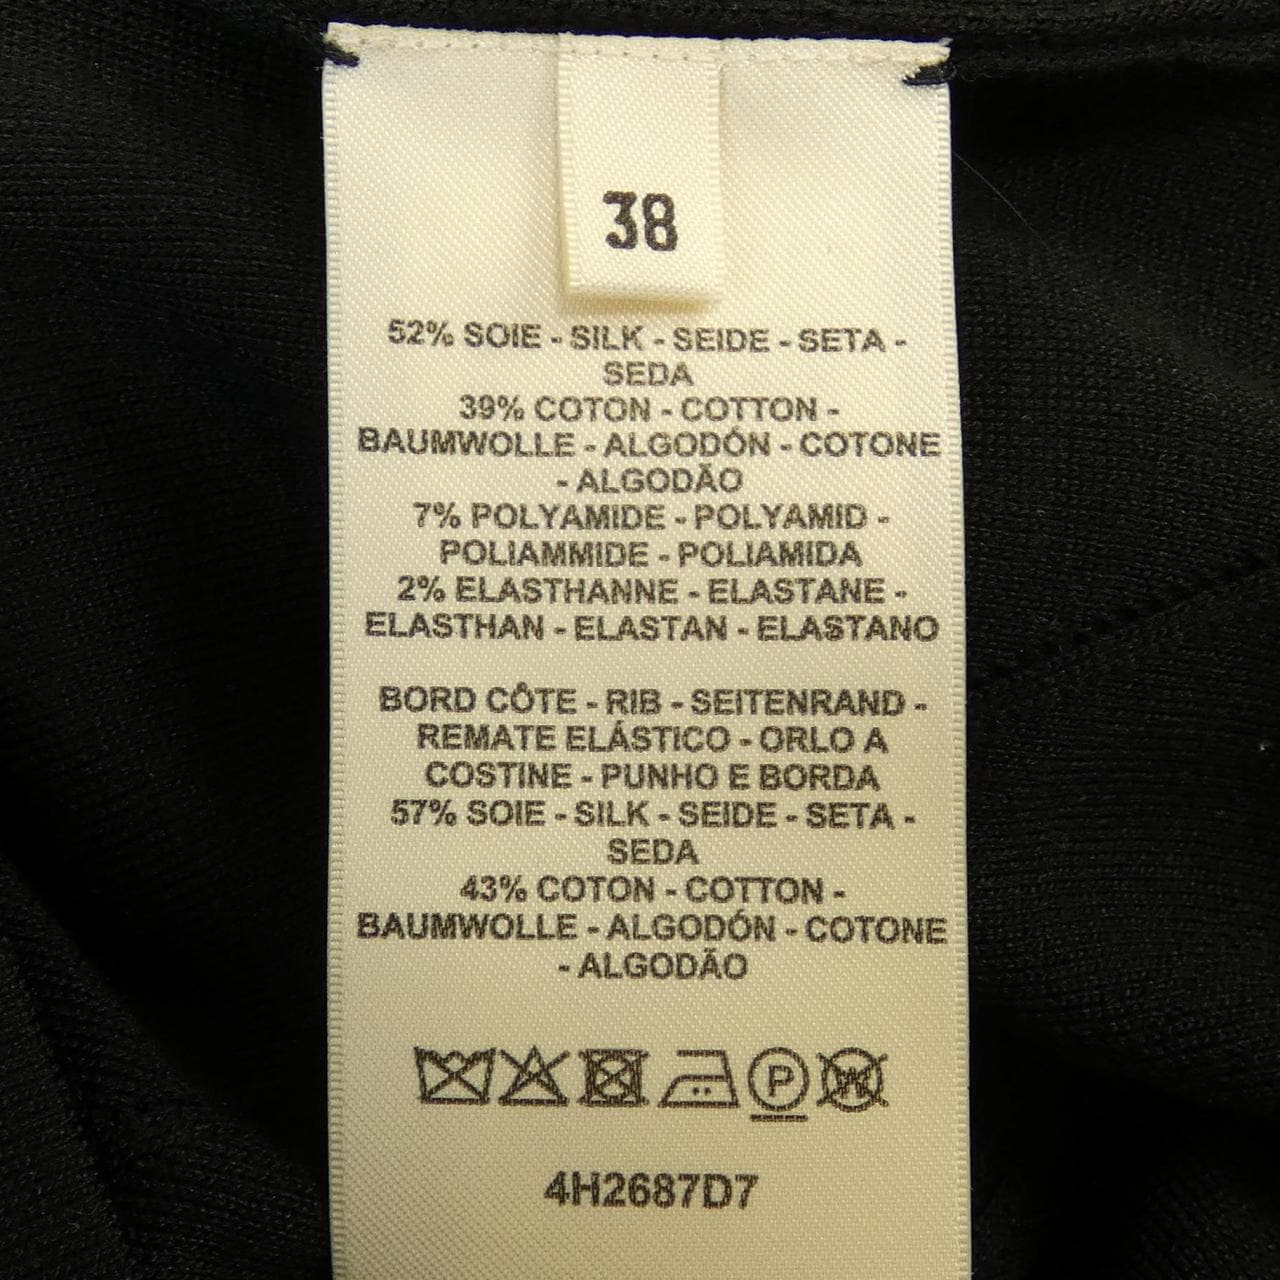 38
52% SOIE - SILK - SEIDE - SETA -
SEDA
39% COTON - COTTON -
BAUMWOLLE - ALGODÓN - COTONE
- ALGODÃO
7% POLYAMIDE - POLYAMID -
POLIAMMIDE - POLIAMIDA
2% ELASTHANNE - ELASTANE -
ELASTHAN - ELASTAN - ELASTANO
BORD CÔTE - RIB - SEITENRAND -
REMATE ELÁSTICO - ORLO A
COSTINE - PUNHO E BORDA
57% SOIE - SILK - SEIDE - SETA -
SEDA
43% COTON - COTTON -
BAUMWOLLE - ALGODÓN - COTONE
- ALGODÃO
P W
4H2687D7